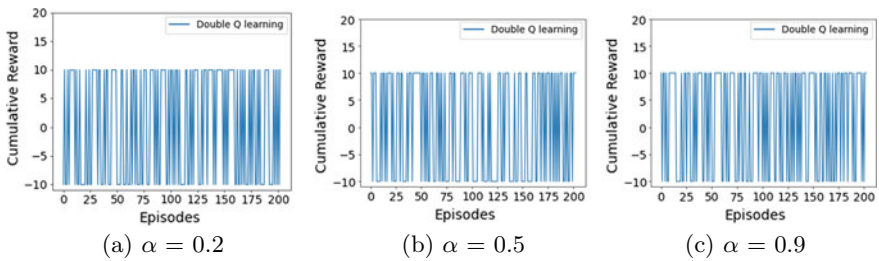 20
15
10
5
0
−5
−10
Cumulative Reward
Double Q learning
0 25 50 75 100 125 150 175 200
Episodes
(a) α = 0.2
20
15
10
5
0
−5
−10
Cumulative Reward
Double Q learning
0 25 50 75 100 125 150 175 200
Episodes
(b) α = 0.5
20
15
10
5
0
−5
−10
Cumulative Reward
Double Q learning
0 25 50 75 100 125 150 175 200
Episodes
(c) α = 0.9